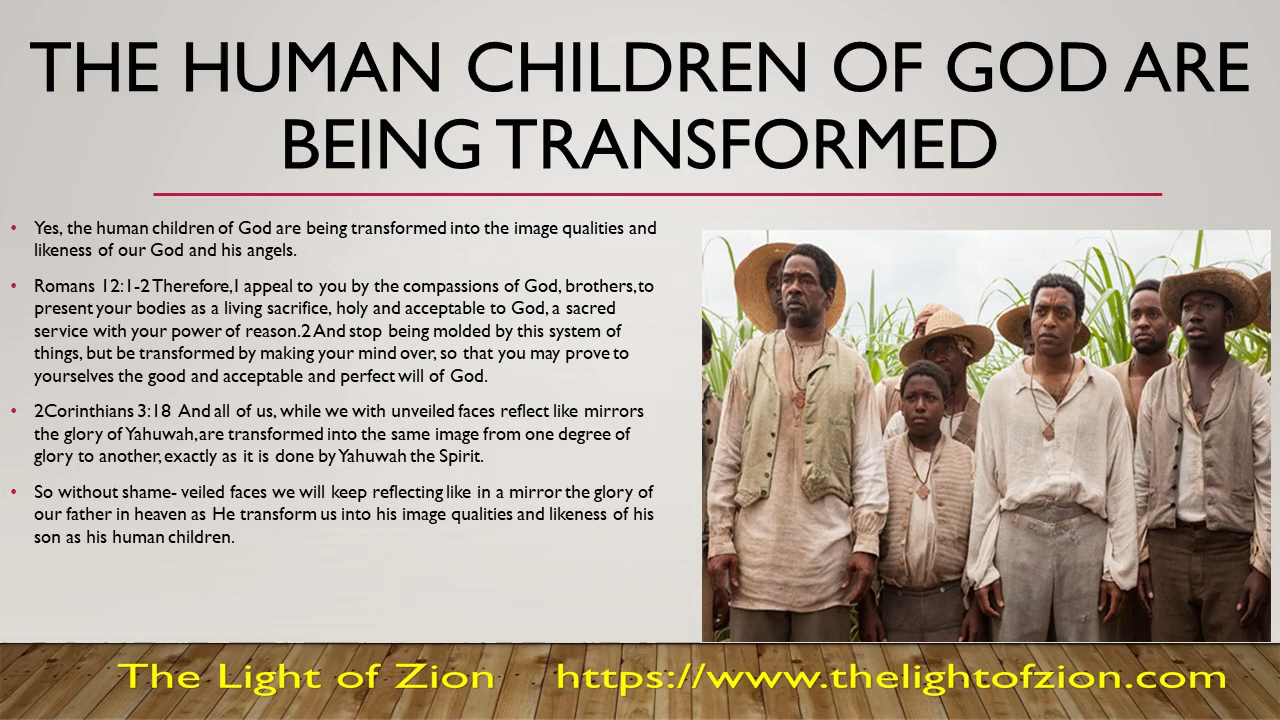 THE HUMAN CHILDREN OF GOD ARE
BEING TRANSFORMED
• Yes, the human children of God are being transformed into the image qualities and
likeness of our God and his angels.
• Romans 12:1-2 Therefore,I appeal to you by the compassions of God, brothers,to
present your bodies as a living sacrifice, holy and acceptable to God, a sacred
service with your power of reason.2 And stop being molded by this system of
things, but be transformed by making your mind over, so that you may prove to
yourselves the good and acceptable and perfect will of God.
• 2Corinthians 3:18 And all of us, while we with unveiled faces reflect like mirrors
the glory of Yahuwah,are transformed into the same image from one degree of
glory to another,exactly as it is done by Yahuwah the Spirit.
• So without shame- veiled faces we will keep reflecting like in a mirror the glory of
our father in heaven as He transform us into his image qualities and likeness of his
son as his human children.
The Light of Zion https://www.thelightofzion.com